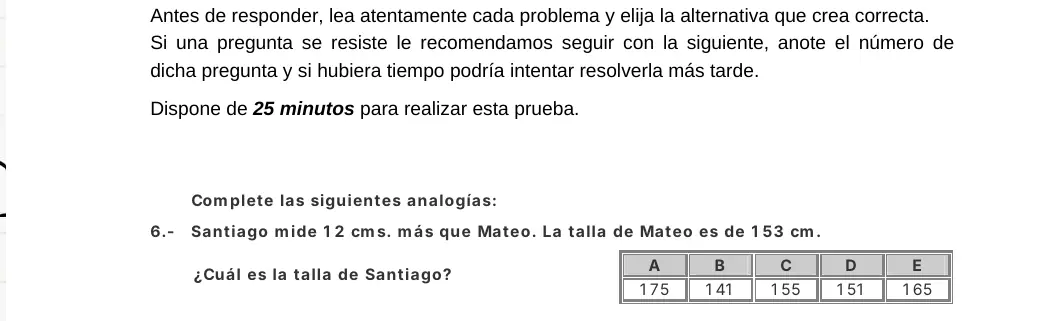 Antes de responder, lea atentamente cada problema y elija la alternativa que crea correcta.
Si una pregunta se resiste le recomendamos seguir con la siguiente, anote el número de
dicha pregunta y si hubiera tiempo podría intentar resolverla más tarde.
Dispone de 25 minutos para realizar esta prueba.
Complete las siguientes analogías:
6.- Santiago mide 12 cms. más que Mateo. La talla de Mateo es de 153 cm.
¿Cuál es la talla de Santiago?
A B C D E
175 141 155 151 165